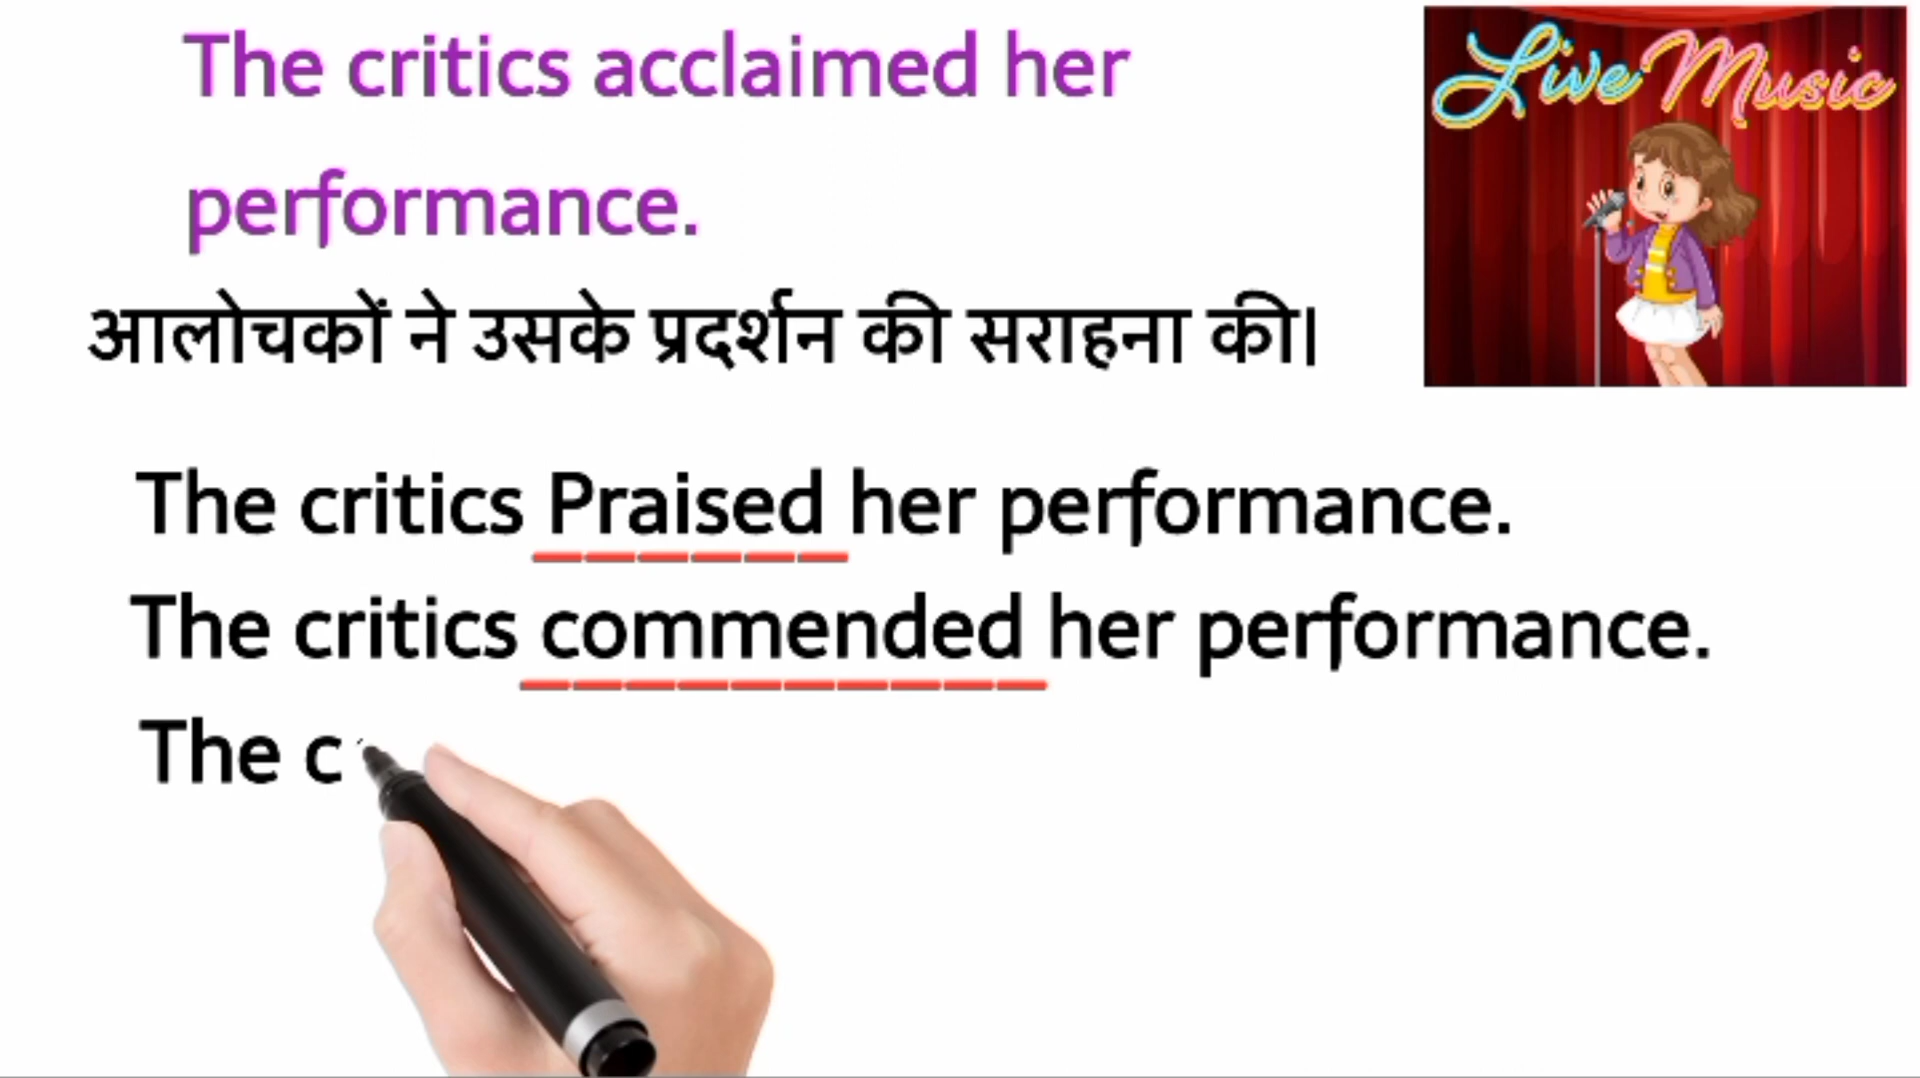 The critics acclaimed her
performance.
आलोचकों ने उसके प्रदर्शन की सराहना की।
Live Music
The critics Praised her performance.
The critics commended her performance.
The c